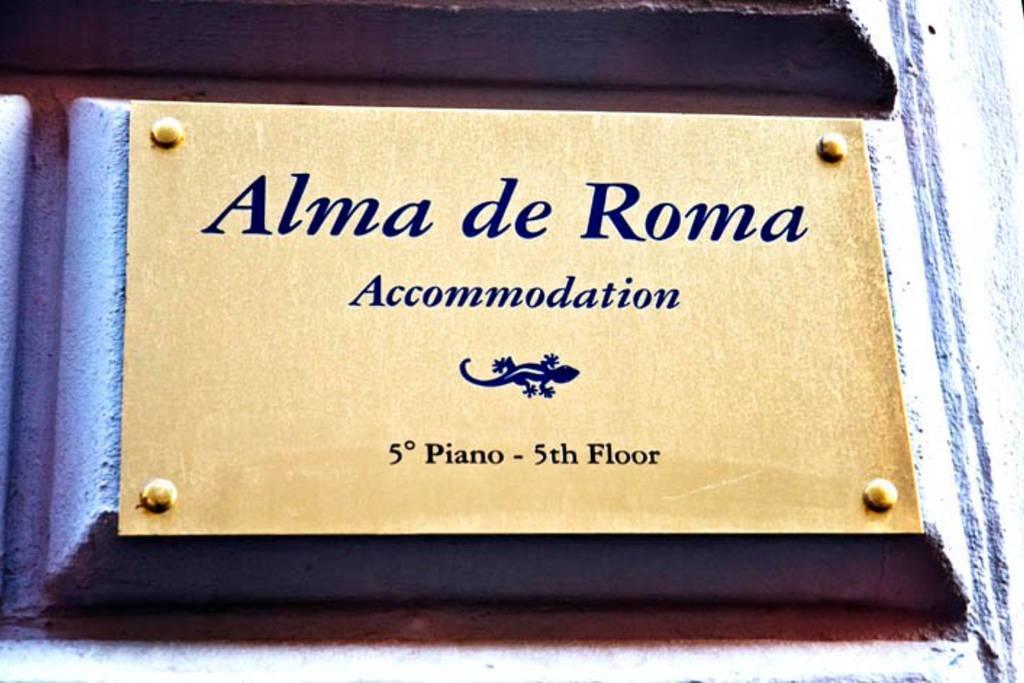 Alma de Roma
Accommodation
5° Piano - 5th Floor